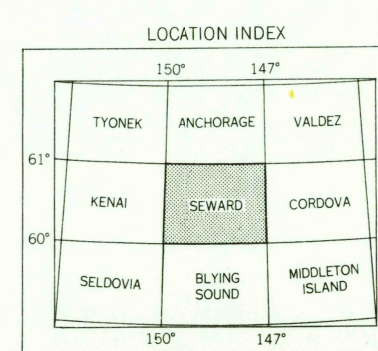 LOCATION INDEX
150° 147°
TYONEK ANCHORAGE VALDEZ
61°
KENAI SEWARD CORDOVA
60°
SELDOVIA BLYING SOUND MIDDLETON ISLAND
150° 147°